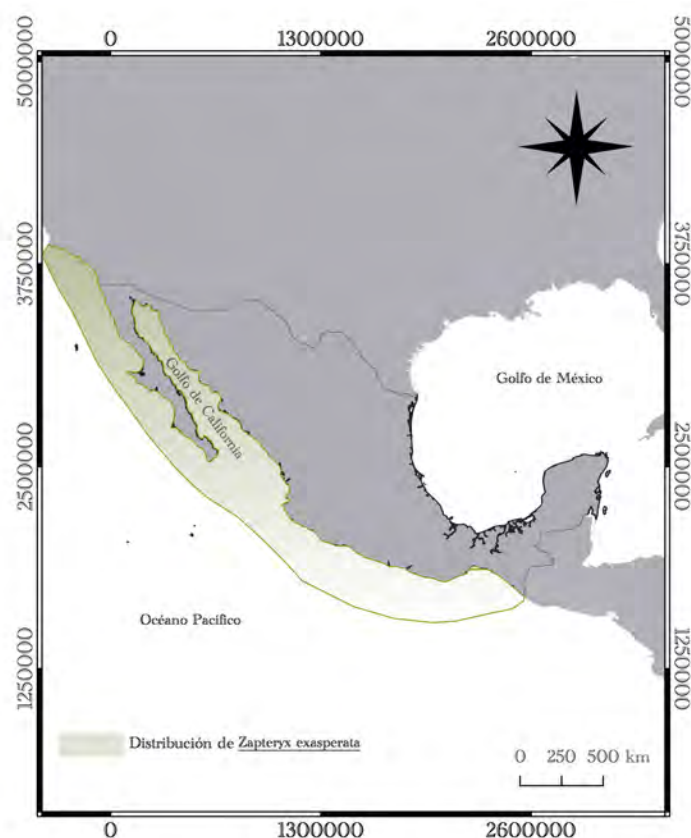 0 1300000 2600000
5000000 5000000
3750000 3750000
Golfo de California
Golfo de México
2500000 2500000
Océano Pacífico
1250000 1250000
Distribución de Zapteryx exasperata
0 250 500 km
0 1300000 2600000